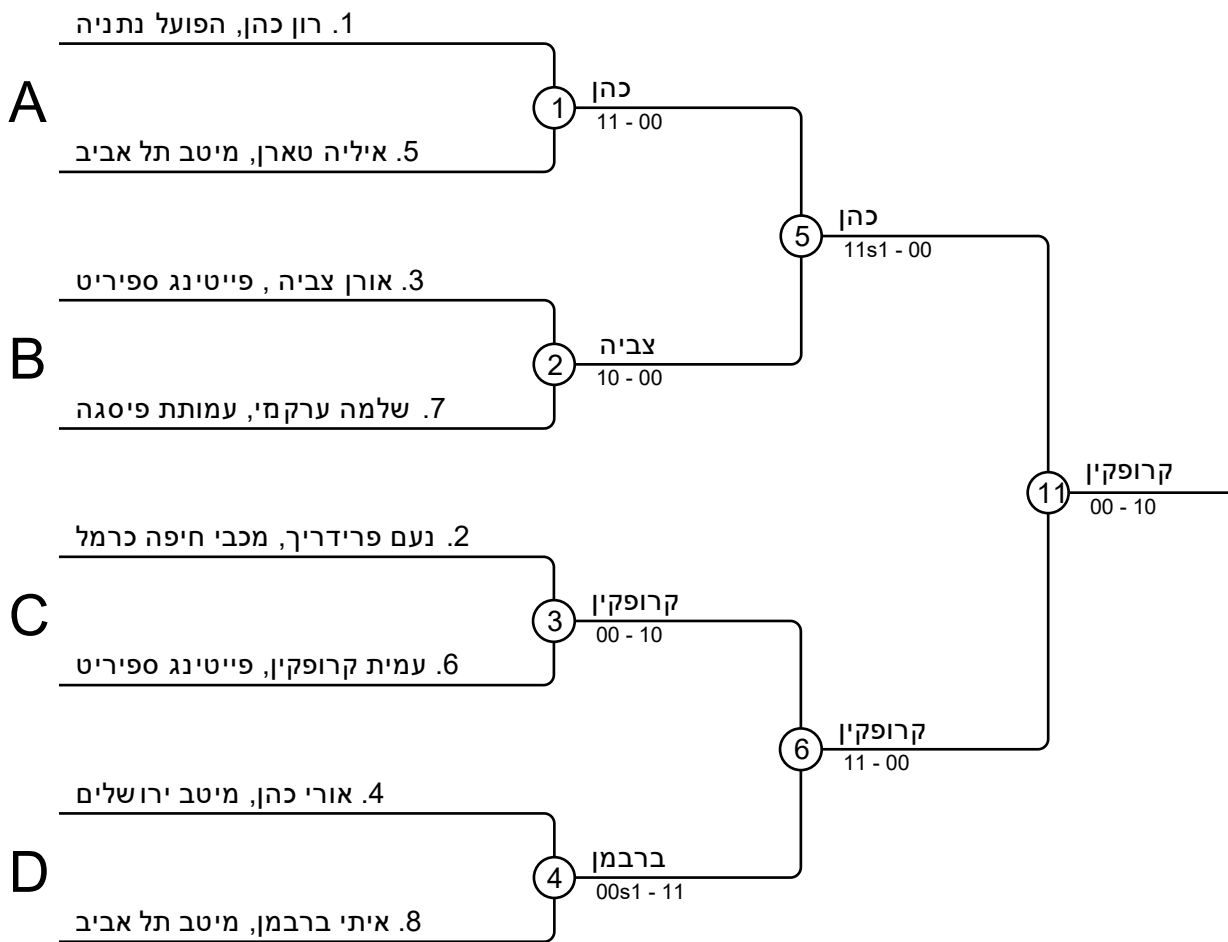 1. רון כהן, הפועל נתניה
A
1
כהן
11 - 00
5. איליה טארן, מיטב תל אביב
5
כהן
11s1 - 00
3. אורן צביה , פייטינג ספיריט
B
2
צביה
10 - 00
7. שלמה ערקנזי, עמותת פיסגה
11
קרופקין
00 - 10
2. נעם פרידריך, מכבי חיפה כרמל
C
3
קרופקין
00 - 10
6. עמית קרופקין, פייטינג ספיריט
6
קרופקין
11 - 00
4. אורי כהן, מיטב ירושלים
D
4
ברבמן
00s1 - 11
8. איתי ברבמן, מיטב תל אביב